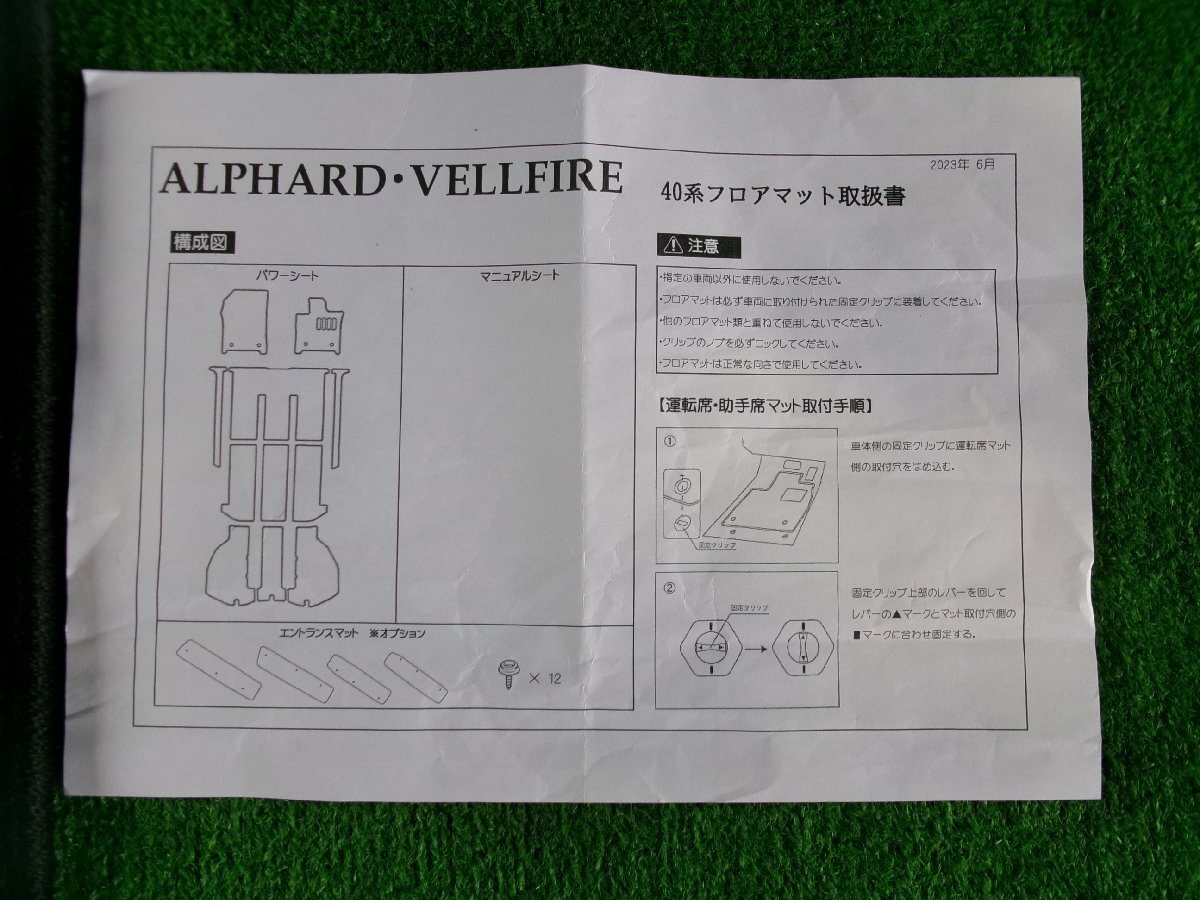 ALPHARD・VELLFIRE
2023年 6月
40系フロアマット取扱書
構成図
パワーシート
マニュアルシート
エントランスマット ※オプション
× 12
⚠ 注意
・指定の車両以外に使用しないでください。
・フロアマットは必ず車両に取り付けられた固定クリップに装着してください。
・他のフロアマット類と重ねて使用しないでください。
・クリップのノブを必ずニックしてください。
・フロアマットは正常な向きで使用してください。
【運転席・助手席マット取付手順】
①
固定クリップ
車体側の固定クリップに運転席マット
側の取付穴をはめ込む。
②
固定クリップ
固定クリップ上部のレバーを回して
レバーの▲マークとマット取付穴側の
■マークに合わせ固定する。